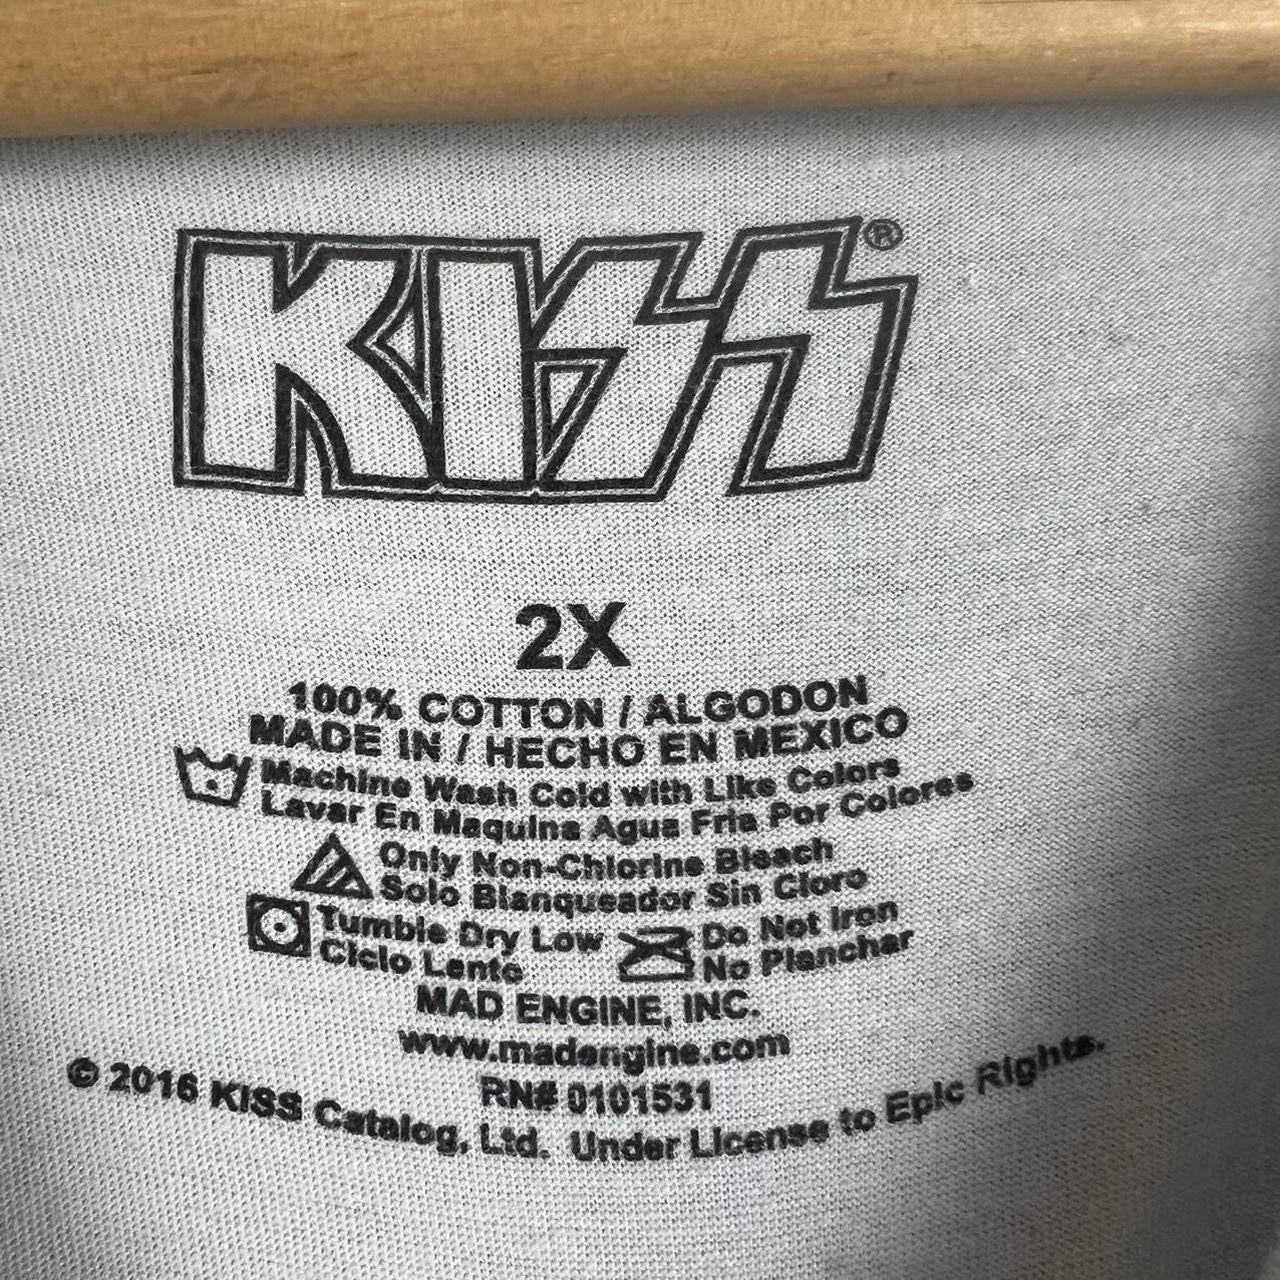 KISS®
2X
100% COTTON / ALGODON
MADE IN / HECHO EN MEXICO
Machine Wash Cold with Like Colors
Lavar En Maquina Agua Fria Por Colores
Only Non-Chlorine Bleach
Solo Blanqueador Sin Cloro
Tumble Dry Low
Ciclo Lento
Do Not Iron
No Planchar
MAD ENGINE, INC.
www.madengine.com
RN# 0101531
© 2016 KISS Catalog, Ltd. Under License to Epic Rights.